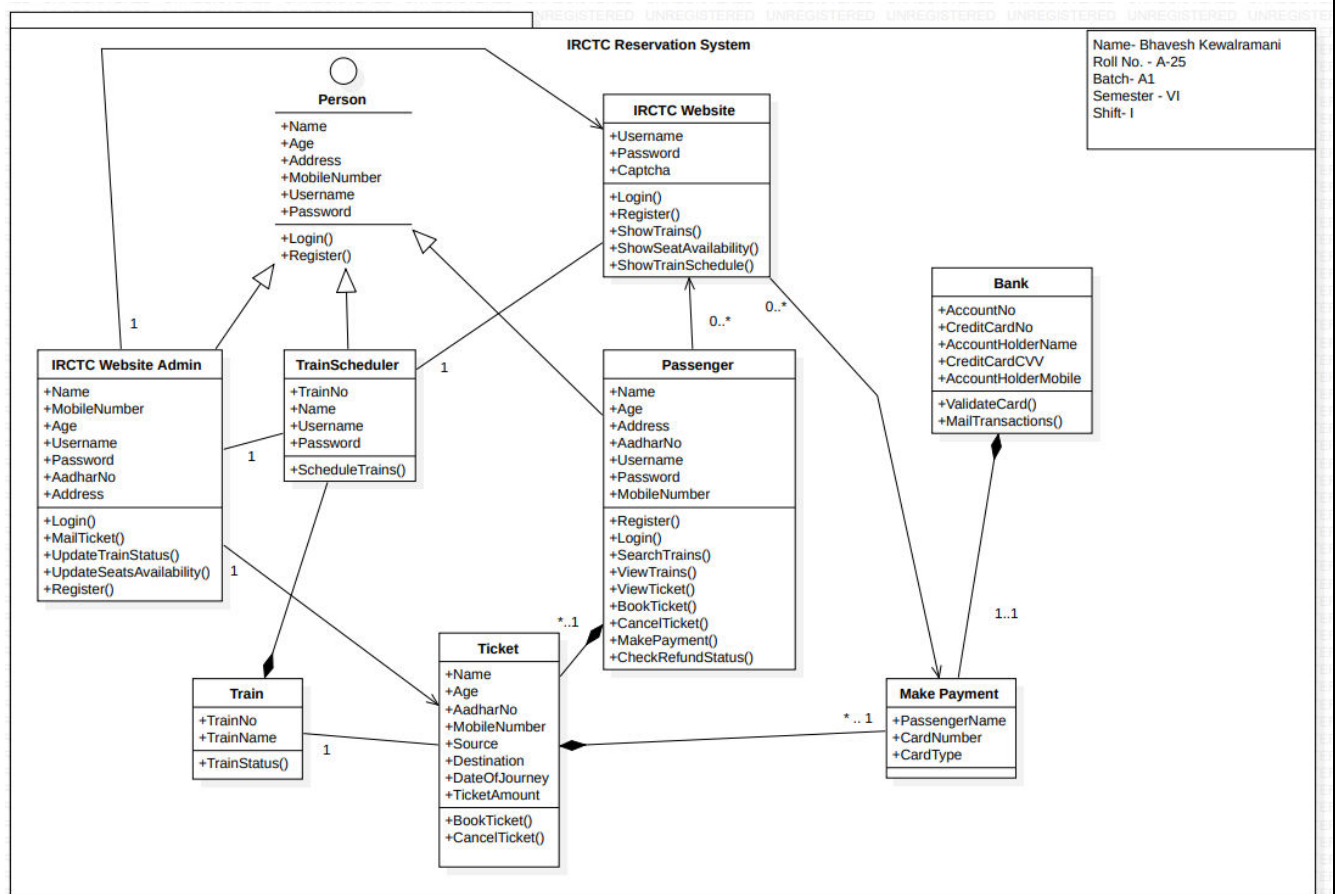 UNREGISTERED UNREGISTERED UNREGISTERED UNREGISTERED UNREGISTERED UNREGISTERED
IRCTC Reservation System
Name- Bhavesh Kewalramani
Roll No. - A-25
Batch- A1
Semester - VI
Shift- I
Person
+Name
+Age
+Address
+MobileNumber
+Username
+Password
+Login()
+Register()
IRCTC Website
+Username
+Password
+Captcha
+Login()
+Register()
+ShowTrains()
+ShowSeatAvailability()
+ShowTrainSchedule()
Bank
+AccountNo
+CreditCardNo
+AccountHolderName
+CreditCardCVV
+AccountHolderMobile
+ValidateCard()
+MailTransactions()
1
0..*
0..*
IRCTC Website Admin
+Name
+MobileNumber
+Age
+Username
+Password
+AadharNo
+Address
+Login()
+MailTicket()
+UpdateTrainStatus()
+UpdateSeatsAvailability()
+Register()
TrainScheduler
+TrainNo
+Name
+Username
+Password
+ScheduleTrains()
1
1
1
Passenger
+Name
+Age
+Address
+AadharNo
+Username
+Password
+MobileNumber
+Register()
+Login()
+SearchTrains()
+ViewTrains()
+ViewTicket()
+BookTicket()
+CancelTicket()
+MakePayment()
+CheckRefundStatus()
1..1
*..1
Train
+TrainNo
+TrainName
+TrainStatus()
1
Ticket
+Name
+Age
+AadharNo
+MobileNumber
+Source
+Destination
+DateOfJourney
+TicketAmount
+BookTicket()
+CancelTicket()
* .. 1
Make Payment
+PassengerName
+CardNumber
+CardType